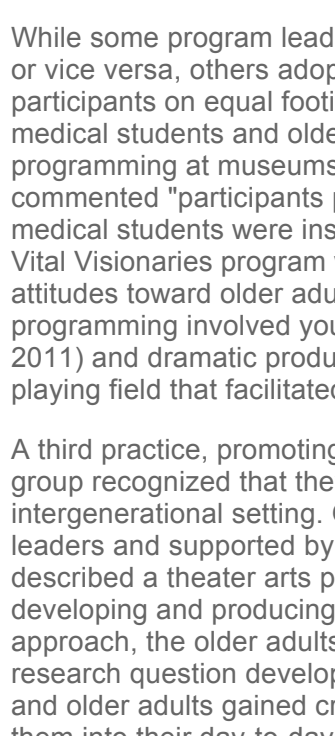 While some program lead
or vice versa, others adop
participants on equal footi
medical students and olde
programming at museums
commented "participants p
medical students were ins
Vital Visionaries program
attitudes toward older adu
programming involved you
2011) and dramatic produ
playing field that facilitated
A third practice, promoting
group recognized that the
intergenerational setting.
leaders and supported by
described a theater arts p
developing and producing
approach, the older adults
research question develop
and older adults gained cr
them into their day-to-day